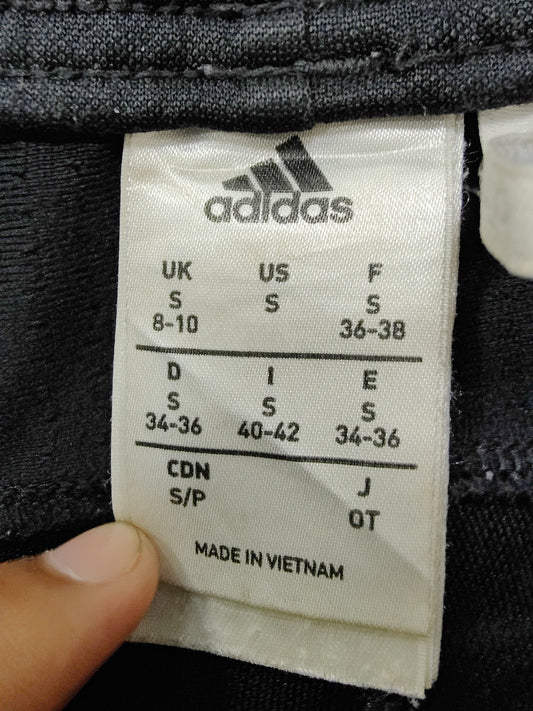 adidas
UK US F
S S S
8-10 36-38
D I E
S S S
34-36 40-42 34-36
CDN J
S/P OT
MADE IN VIETNAM